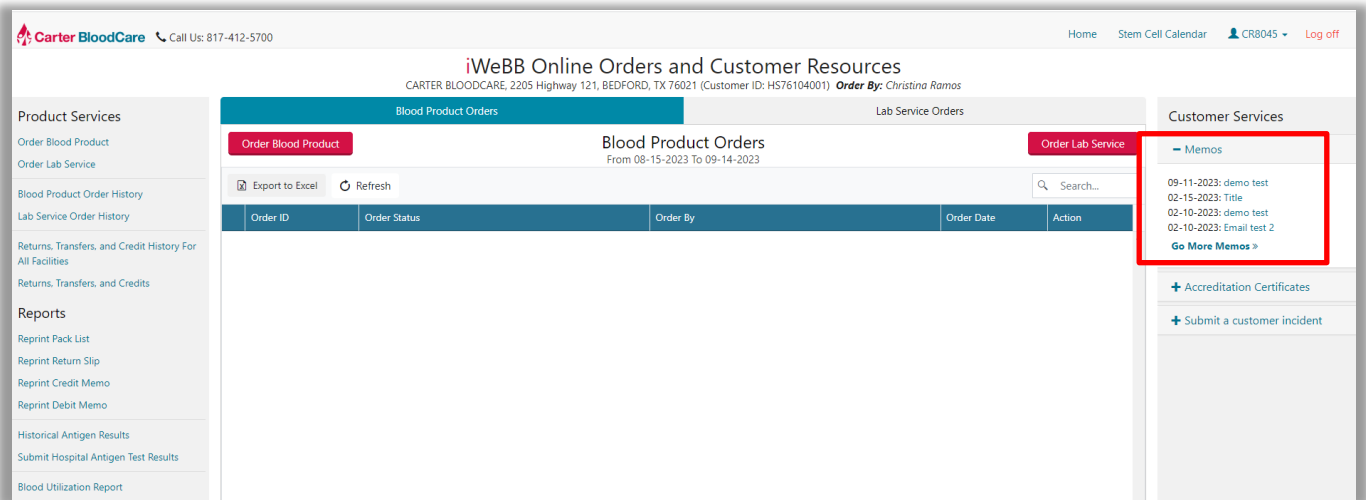 Carter BloodCare Call Us: 817-412-5700
Home Stem Cell Calendar CR8045 Log off
iWeBB Online Orders and Customer Resources
CARTER BLOODCARE, 2205 Highway 121, BEDFORD, TX 76021 (Customer ID: HS76104001) Order By: Christina Ramos
Product Services
Order Blood Product
Order Lab Service
Blood Product Order History
Lab Service Order History
Returns, Transfers, and Credit History For
All Facilities
Returns, Transfers, and Credits
Reports
Reprint Pack List
Reprint Return Slip
Reprint Credit Memo
Reprint Debit Memo
Historical Antigen Results
Submit Hospital Antigen Test Results
Blood Utilization Report
Blood Product Orders Lab Service Orders
Order Blood Product Blood Product Orders Order Lab Service
From 08-15-2023 To 09-14-2023
Export to Excel Refresh Search...
Order ID Order Status Order By Order Date Action
Customer Services
Memos
09-11-2023: demo test
02-15-2023: Title
02-10-2023: demo test
02-10-2023: Email test 2
Go More Memos »
Accreditation Certificates
Submit a customer incident